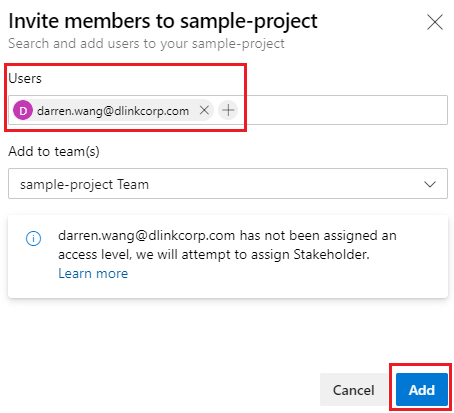 Invite members to sample-project
Search and add users to your sample-project
Users
D darren.wang@dlinkcorp.com
Add to team(s)
sample-project Team
darren.wang@dlinkcorp.com has not been assigned an
access level, we will attempt to assign Stakeholder.
Learn more
Cancel Add